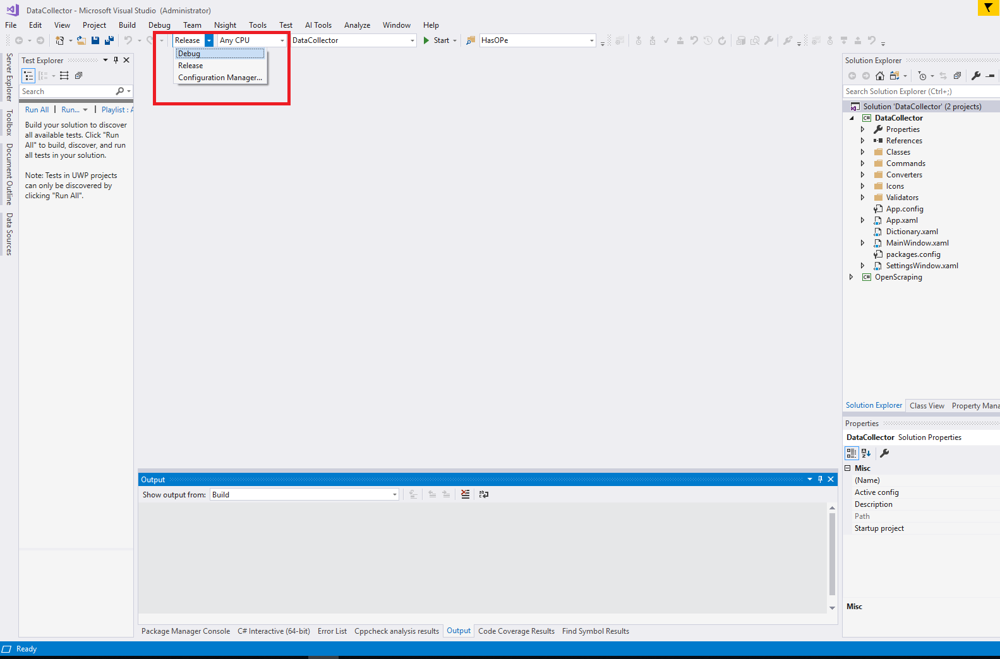 DataCollector - Microsoft Visual Studio (Administrator)
File Edit View Project Build Debug Team Nsight Tools Test AI Tools Analyze Window Help
Release Any CPU DataCollector Start HasOPe
Debug
Release
Configuration Manager...
Server Explorer
Toolbox
Document Outline
Data Sources
Test Explorer
Search
Run All Run... Playlist : A
Build your solution to discover
all available tests. Click "Run
All" to build, discover, and run
all tests in your solution.
Note: Tests in UWP projects
can only be discovered by
clicking "Run All".
Output
Show output from: Build
Package Manager Console C# Interactive (64-bit) Error List Cppcheck analysis results Output Code Coverage Results Find Symbol Results
Solution Explorer
Search Solution Explorer (Ctrl+;)
Solution 'DataCollector' (2 projects)
C# DataCollector
Properties
References
Classes
Commands
Converters
Icons
Validators
App.config
App.xaml
Dictionary.xaml
MainWindow.xaml
packages.config
SettingsWindow.xaml
C# OpenScraping
Solution Explorer Class View Property Mana
Properties
DataCollector Solution Properties
Misc
(Name)
Active config
Description
Path
Startup project
Misc
Ready